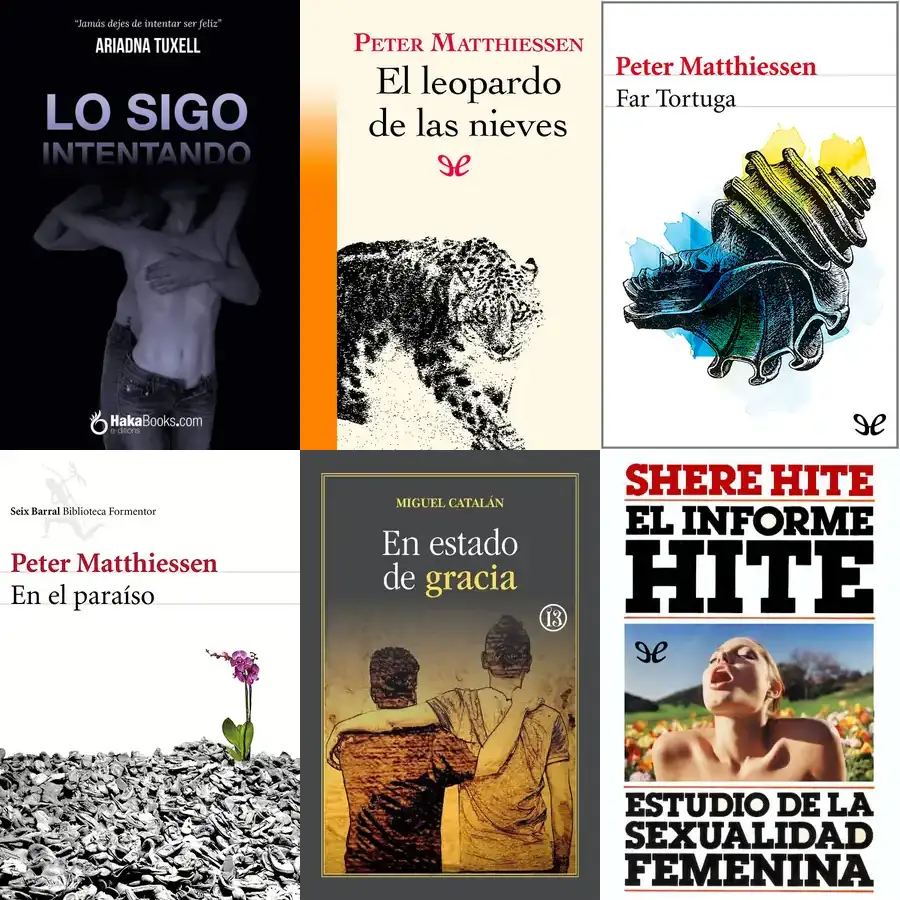 “Jamás dejes de intentar ser feliz”
ARIADNA TUXELL
LO SIGO
INTENTANDO
HakaBooks.com
e-ditions
PETER MATTHIESSEN
El leopardo
de las nieves
Peter Matthiessen
Far Tortuga
Seix Barral Biblioteca Formentor
Peter Matthiessen
En el paraíso
MIGUEL CATALÁN
En estado
de gracia
13
SHERE HITE
EL INFORME
HITE
ESTUDIO DE LA
SEXUALIDAD
FEMENINA